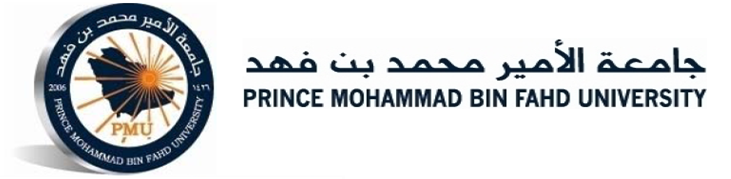 جامعة الأمير محمد بن فهد
2006
١٤٢٦
PMU
PRINCE MOHAMMAD BIN FAHD UNIVERSITY
جامعة الأمير محمد بن فهد
PRINCE MOHAMMAD BIN FAHD UNIVERSITY